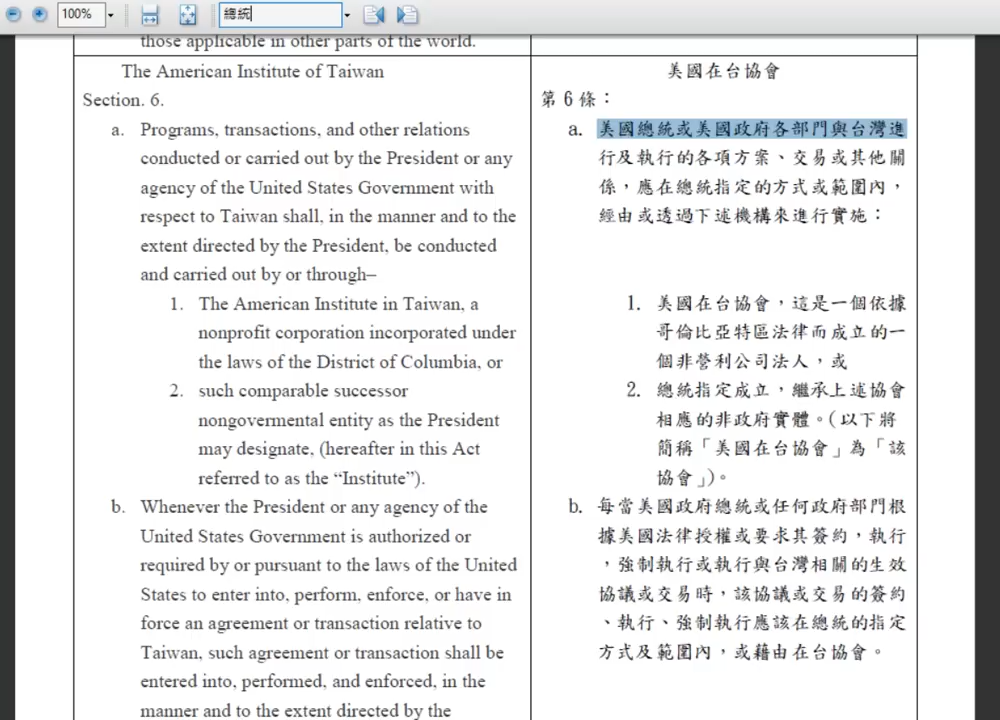 100%
總統
those applicable in other parts of the world.
The American Institute of Taiwan
Section. 6.
a. Programs, transactions, and other relations
conducted or carried out by the President or any
agency of the United States Government with
respect to Taiwan shall, in the manner and to the
extent directed by the President, be conducted
and carried out by or through–
1. The American Institute in Taiwan, a
nonprofit corporation incorporated under
the laws of the District of Columbia, or
2. such comparable successor
nongovermental entity as the President
may designate, (hereafter in this Act
referred to as the “Institute”).
b. Whenever the President or any agency of the
United States Government is authorized or
required by or pursuant to the laws of the United
States to enter into, perform, enforce, or have in
force an agreement or transaction relative to
Taiwan, such agreement or transaction shall be
entered into, performed, and enforced, in the
manner and to the extent directed by the
美國在台協會
第 6 條：
a. 美國總統或美國政府各部門與台灣進
行及執行的各項方案、交易或其他關
係，應在總統指定的方式或範圍內，
經由或透過下述機構來進行實施：
1. 美國在台協會，這是一個依據
哥倫比亞特區法律而成立的一
個非營利公司法人，或
2. 總統指定成立，繼承上述協會
相應的非政府實體。(以下將
簡稱「美國在台協會」為「該
協會」)。
b. 每當美國政府總統或任何政府部門根
據美國法律授權或要求其簽約，執行
，強制執行或執行與台灣相關的生效
協議或交易時，該協議或交易的簽約
、執行、強制執行應該在總統的指定
方式及範圍內，或藉由在台協會。